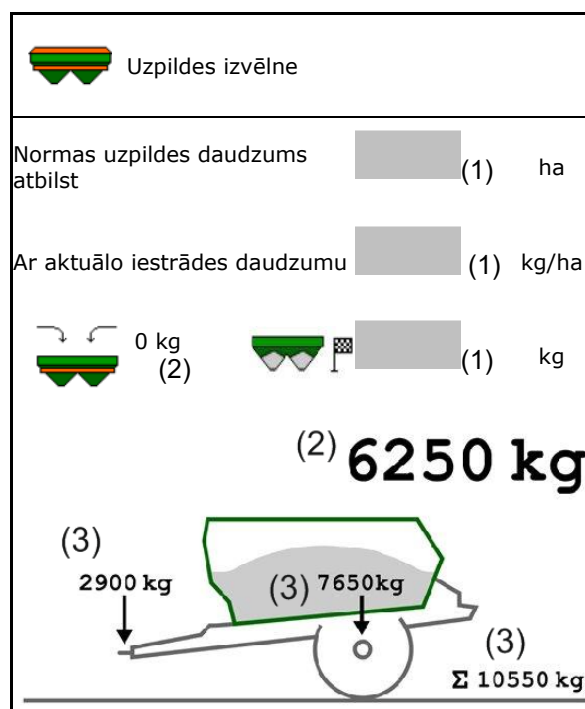 Uzpildes izvēlne
Normas uzpildes daudzums
atbilst
(1) ha
Ar aktuālo iestrādes daudzumu (1) kg/ha
0 kg
(2)
(1) kg
(2) 6250 kg
(3)
2900 kg
(3) 7650kg
(3)
Σ 10550 kg